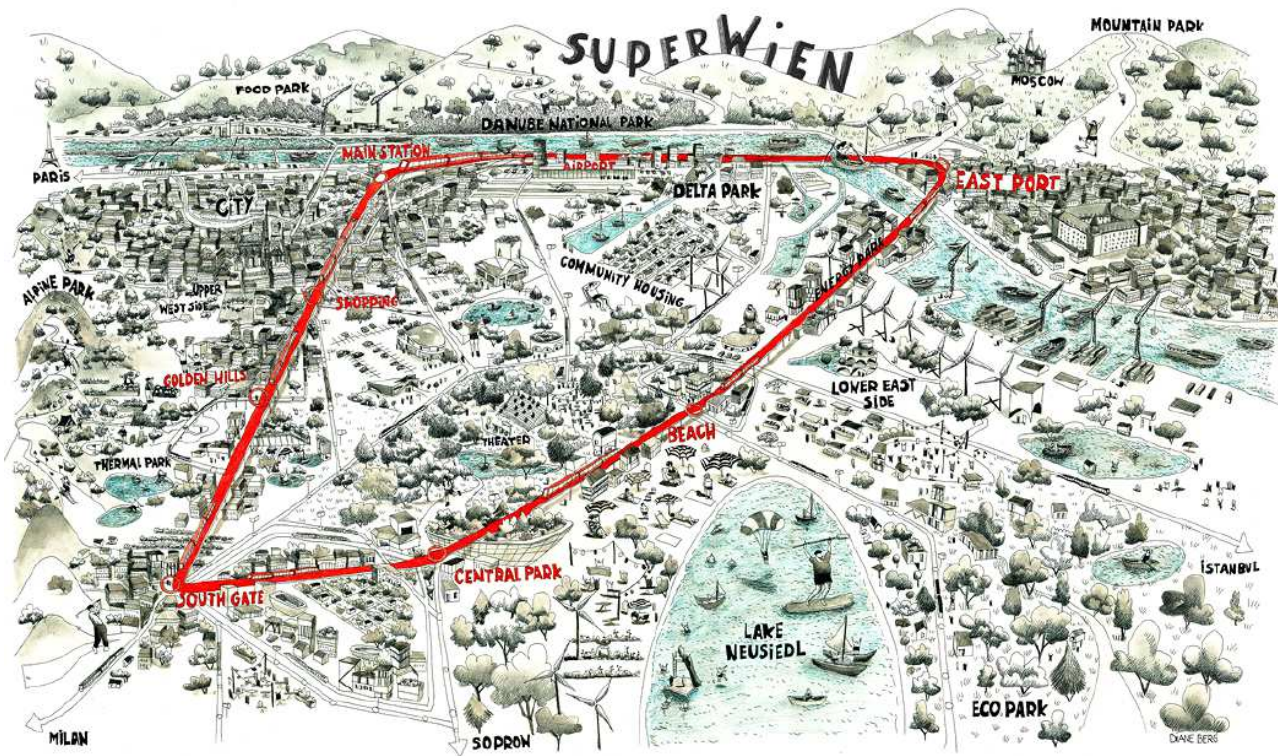 SUPERWiEN
MOUNTAIN PARK
MOSCOW
FOOD PARK
DANUBE NATIONAL PARK
MAIN STATION
AIRPORT
PARiS
EAST PORT
CITY
DELTA PARK
COMMUNITY HOUSING
ENERGY PARK
ALPINE PARK
UPPER
WEST SIDE
SHOPPING
GOLDEN HILLS
LOWER EAST
SIDE
BEACH
THEATER
THERMAL PARK
CENTRAL PARK
SOUTH GATE
iSTANBUL
LAKE
NEUSiEDL
ECO PARK
MiLAN
SOPRON
DIANE BERG